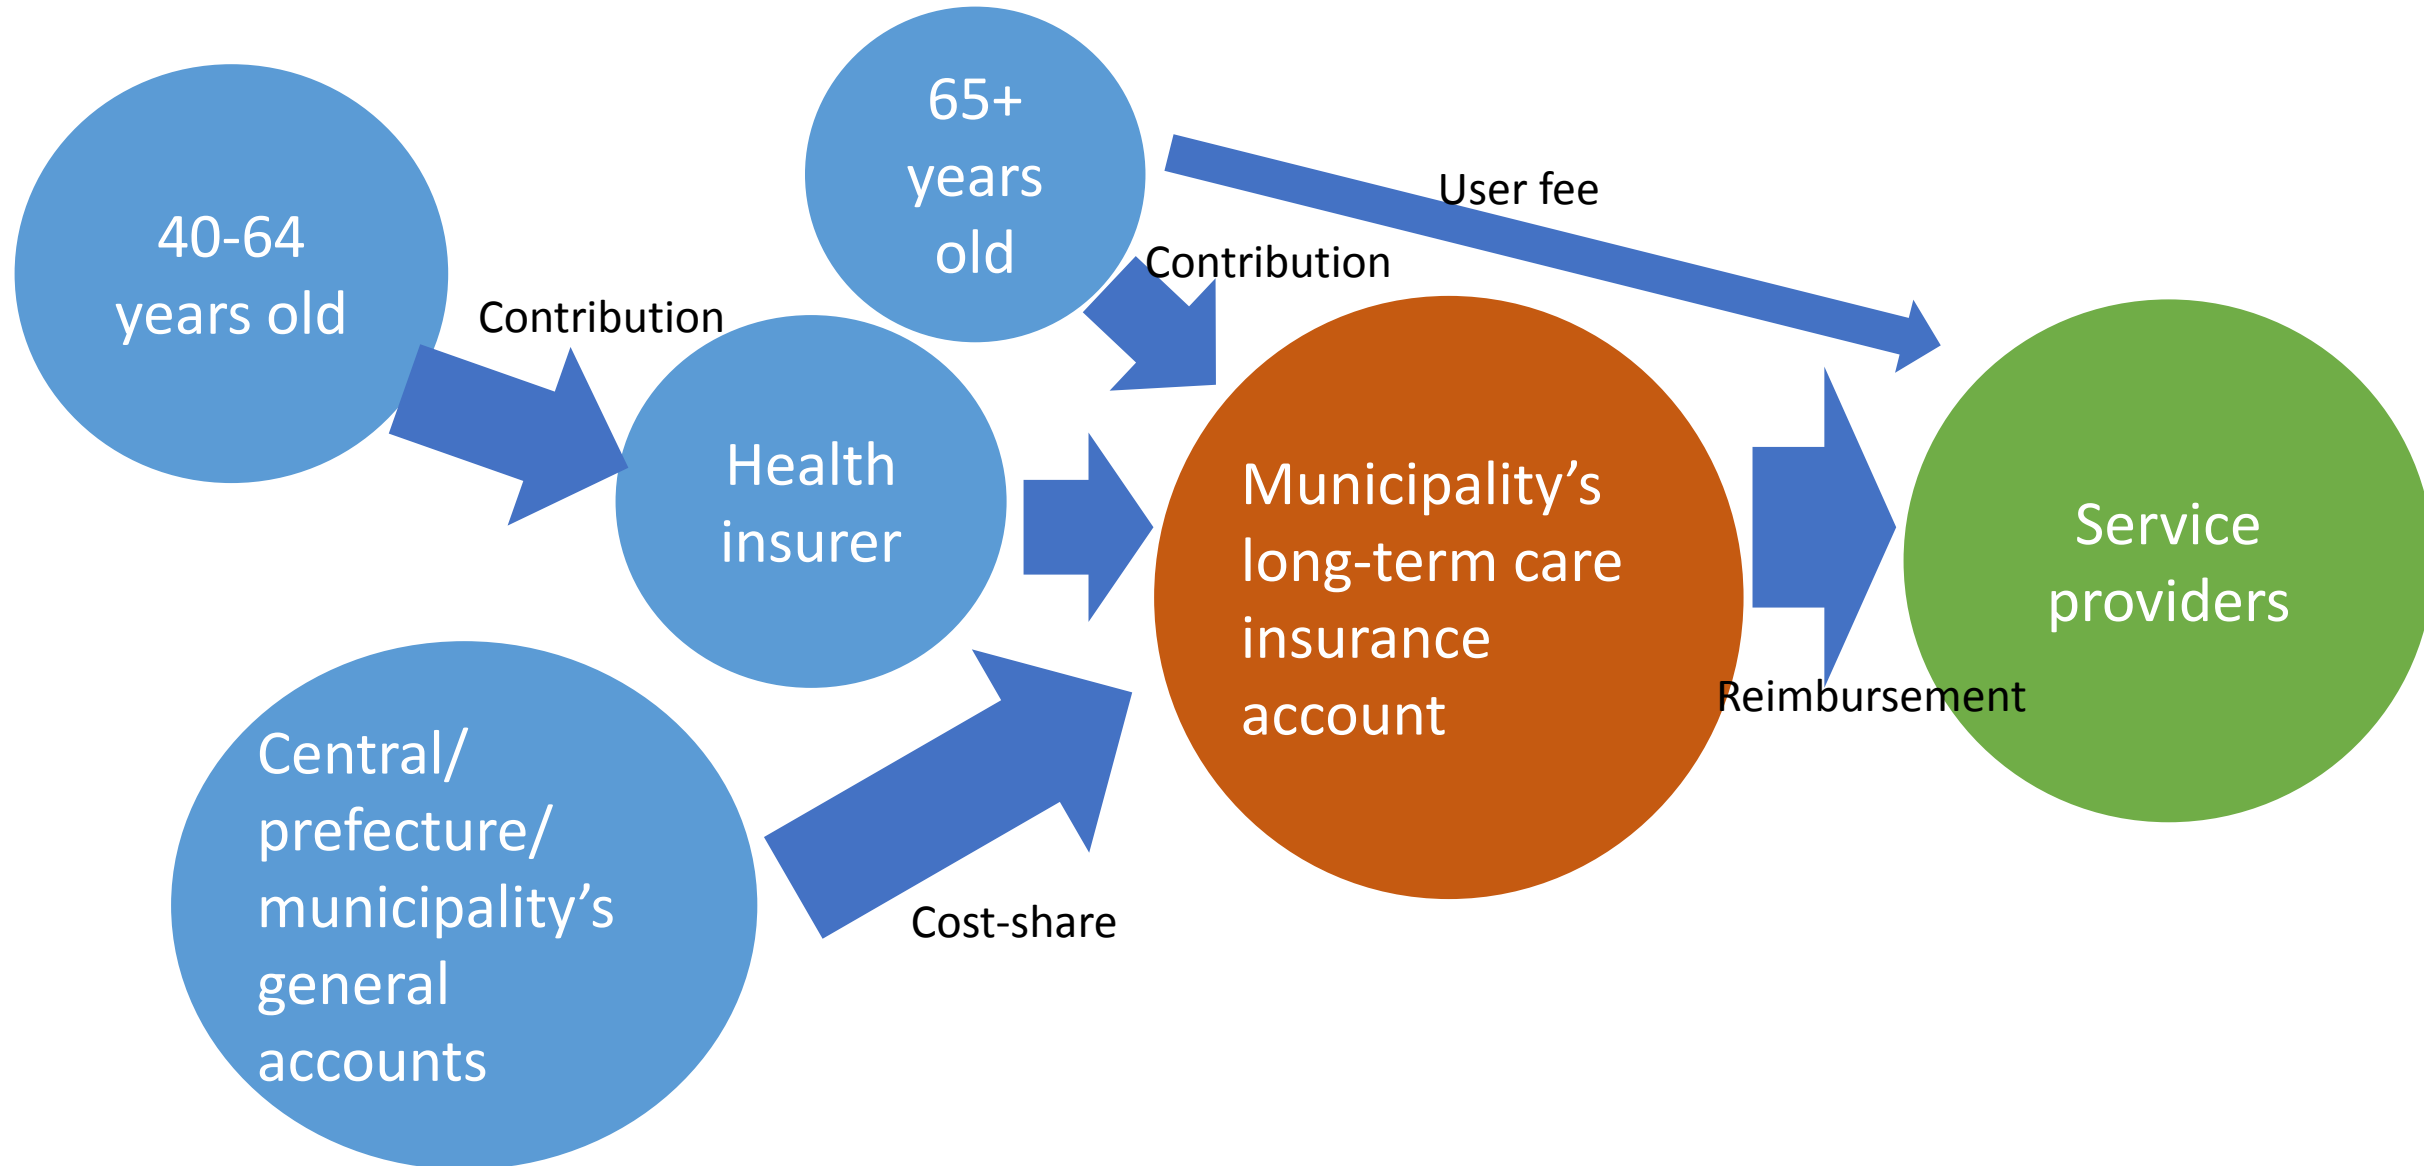 65+
years
old
40-64
years old
User fee
Contribution
Contribution
Health
insurer
Municipality’s
long-term care
insurance
account
Service
providers
Reimbursement
Central/
prefecture/
municipality’s
general
accounts
Cost-share